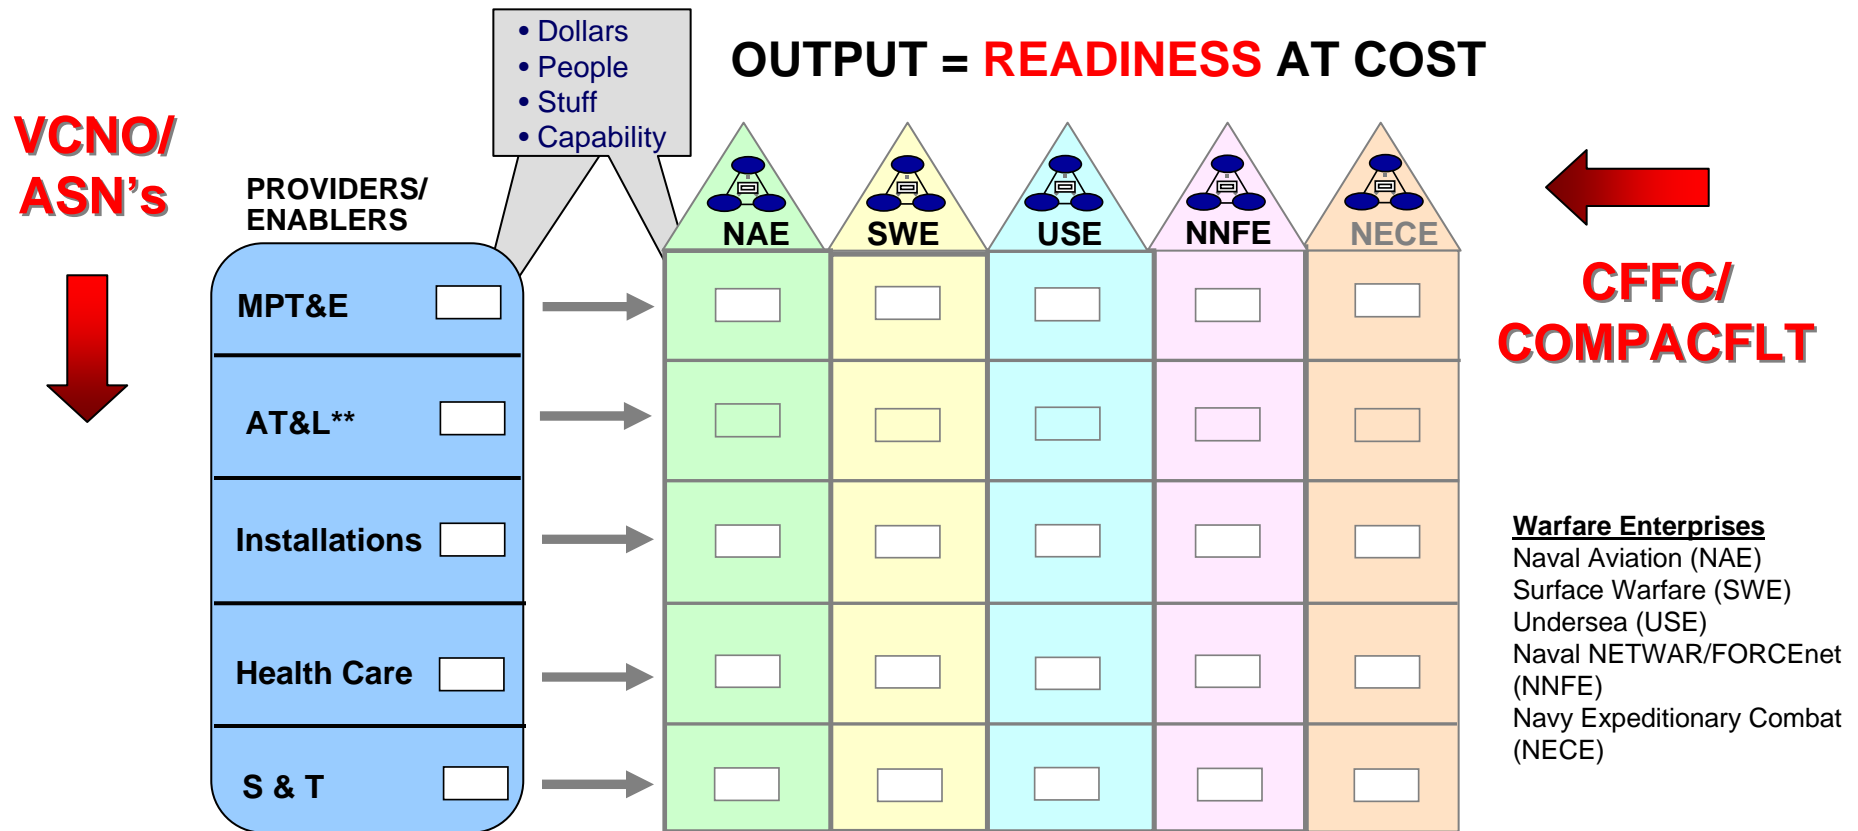 • Dollars
• People
• Stuff
• Capability
OUTPUT = READINESS AT COST
VCNO/
ASN's
PROVIDERS/
ENABLERS
NAE
SWE
USE
NNFE
NECE
MPT&E
AT&L**
Installations
Health Care
S & T
CFFC/
COMPACFLT
Warfare Enterprises
Naval Aviation (NAE)
Surface Warfare (SWE)
Undersea (USE)
Naval NETWAR/FORCEnet
(NNFE)
Navy Expeditionary Combat
(NECE)